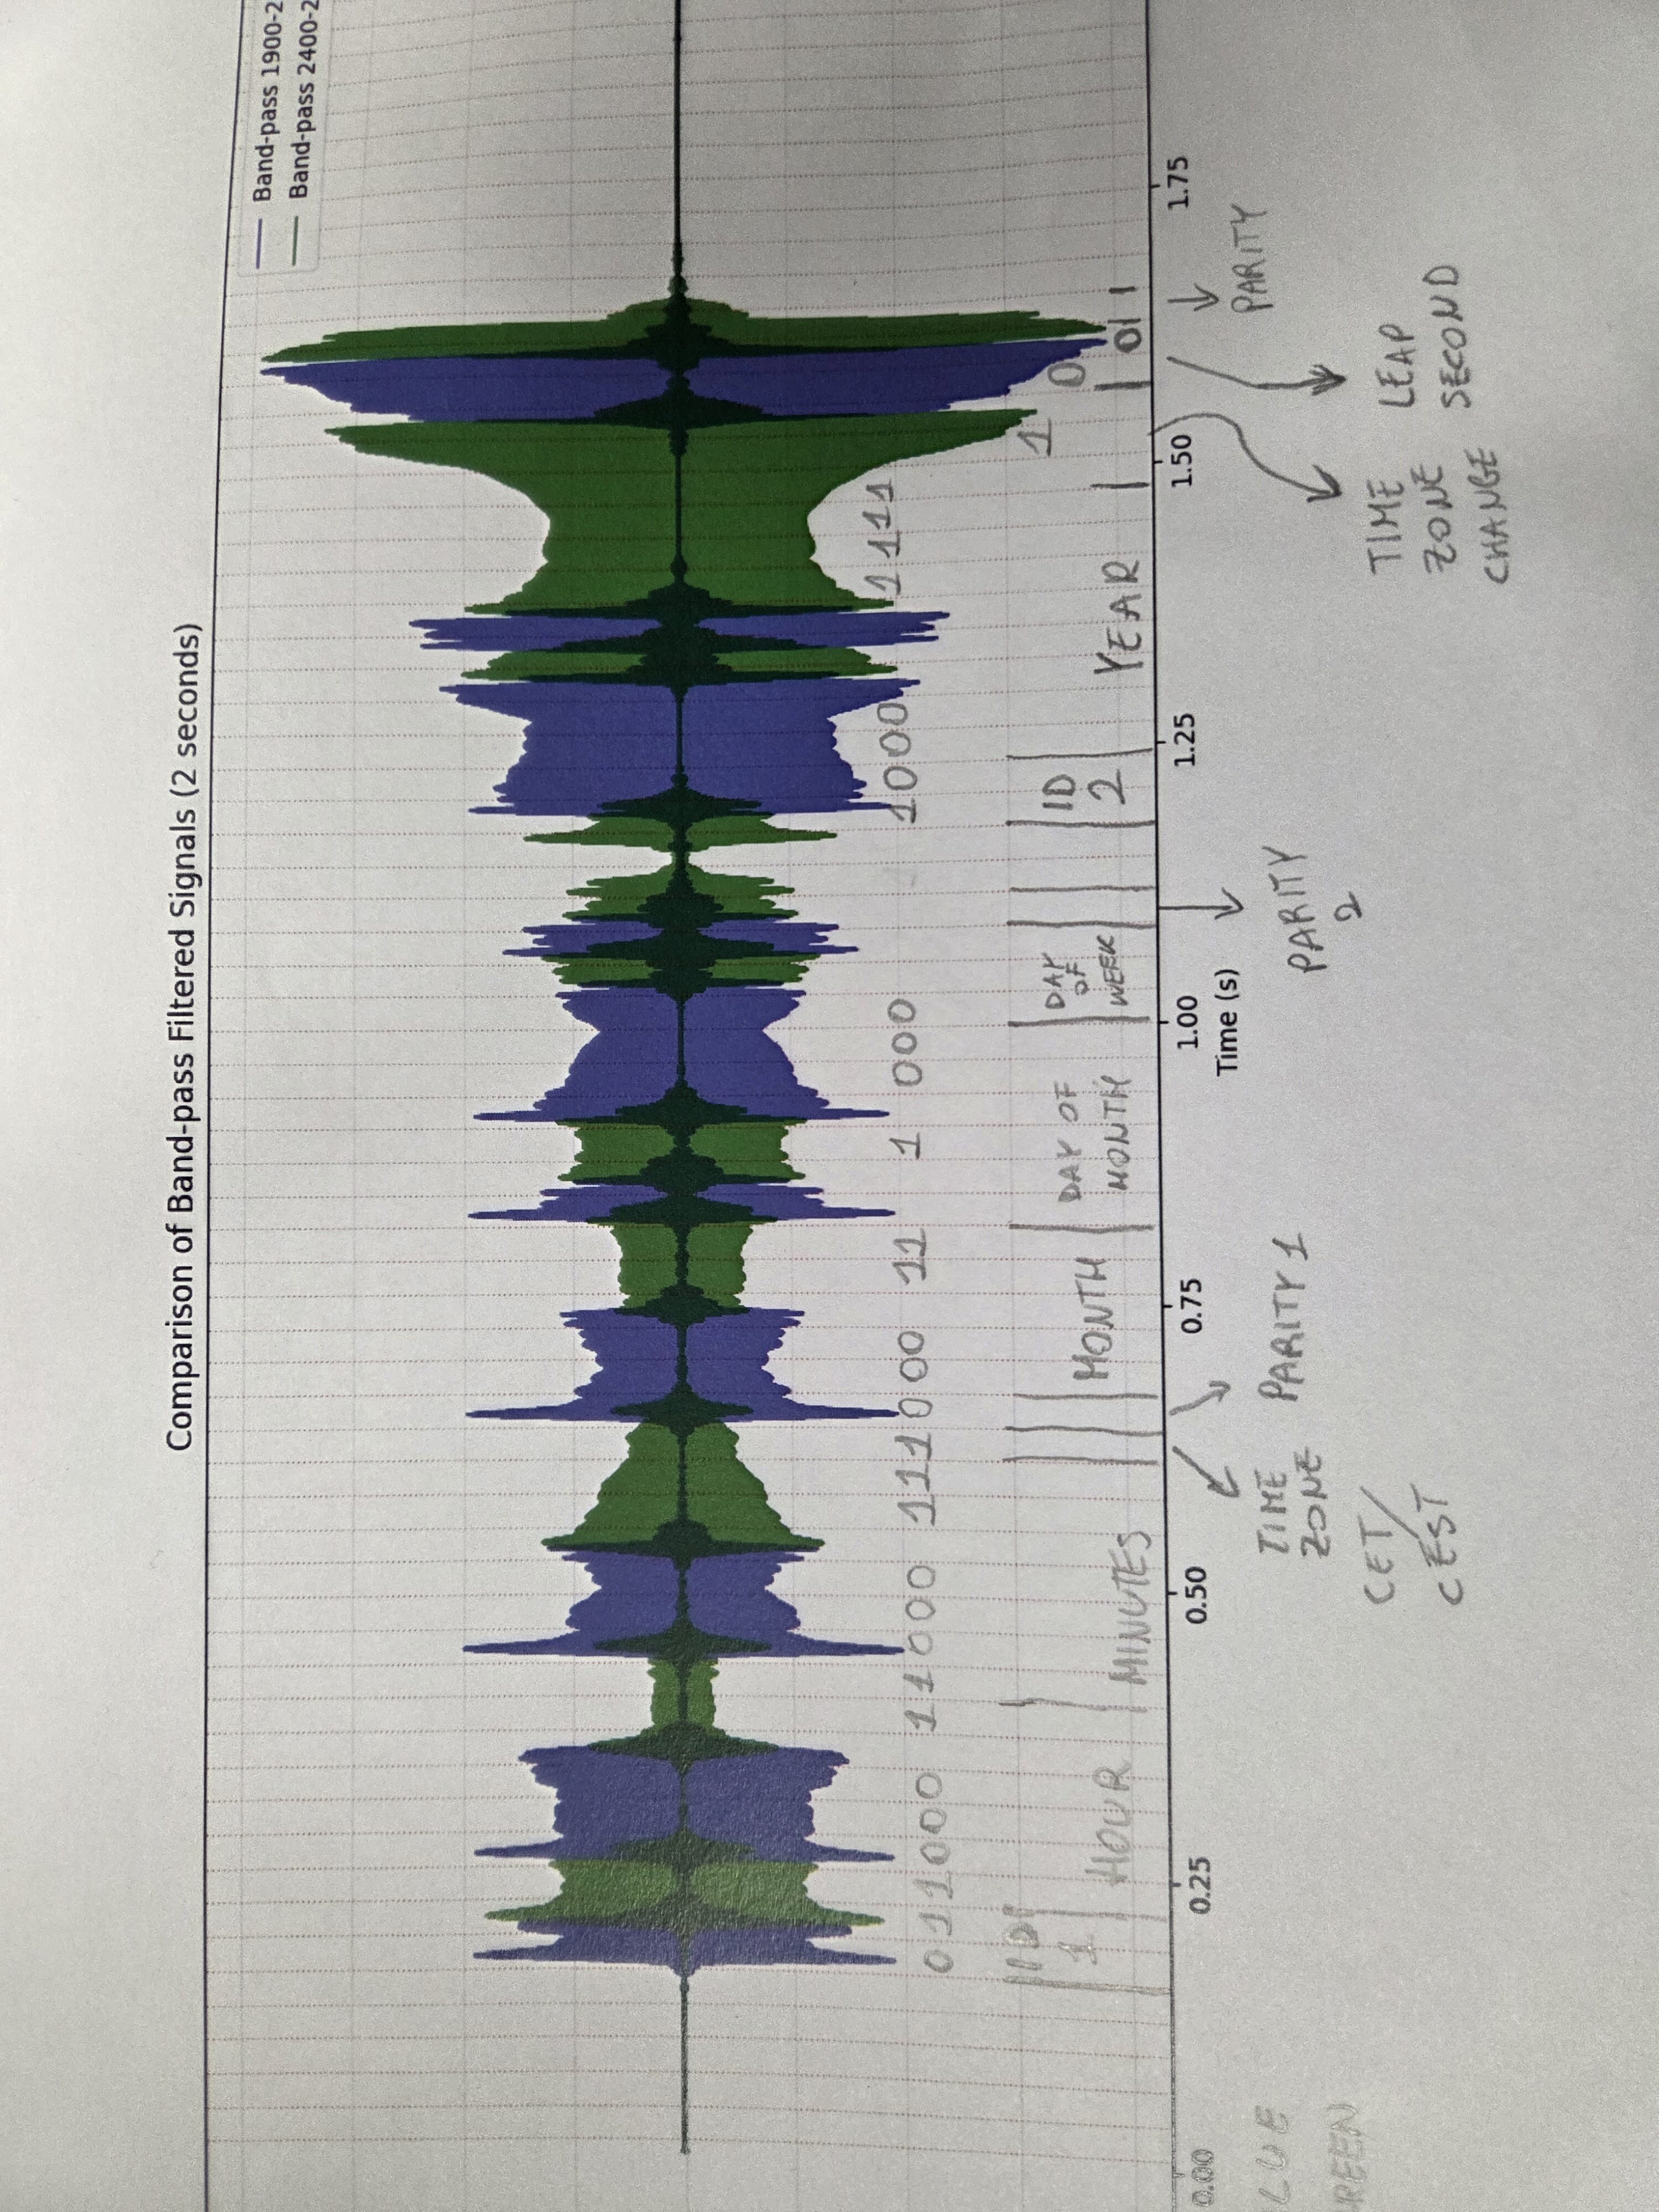 Comparison of Band-pass Filtered Signals (2 seconds)
Band-pass 1900-2
Band-pass 2400-2
011000 11000 111000 11 1 000 1000 1111
1
0
ID
1
HOUR
MINUTES
MONTH
DAY OF
MONTH
DAY
OF
WEEK
ID
2
YEAR
0
0.00 0.25 0.50 0.75 1.00 1.25 1.50 1.75
Time (s)
LUE
REEN
TIME
ZONE
CET/
CEST
PARITY 1
PARITY
2
TIME
ZONE
CHANGE
LEAP
SECOND
PARITY